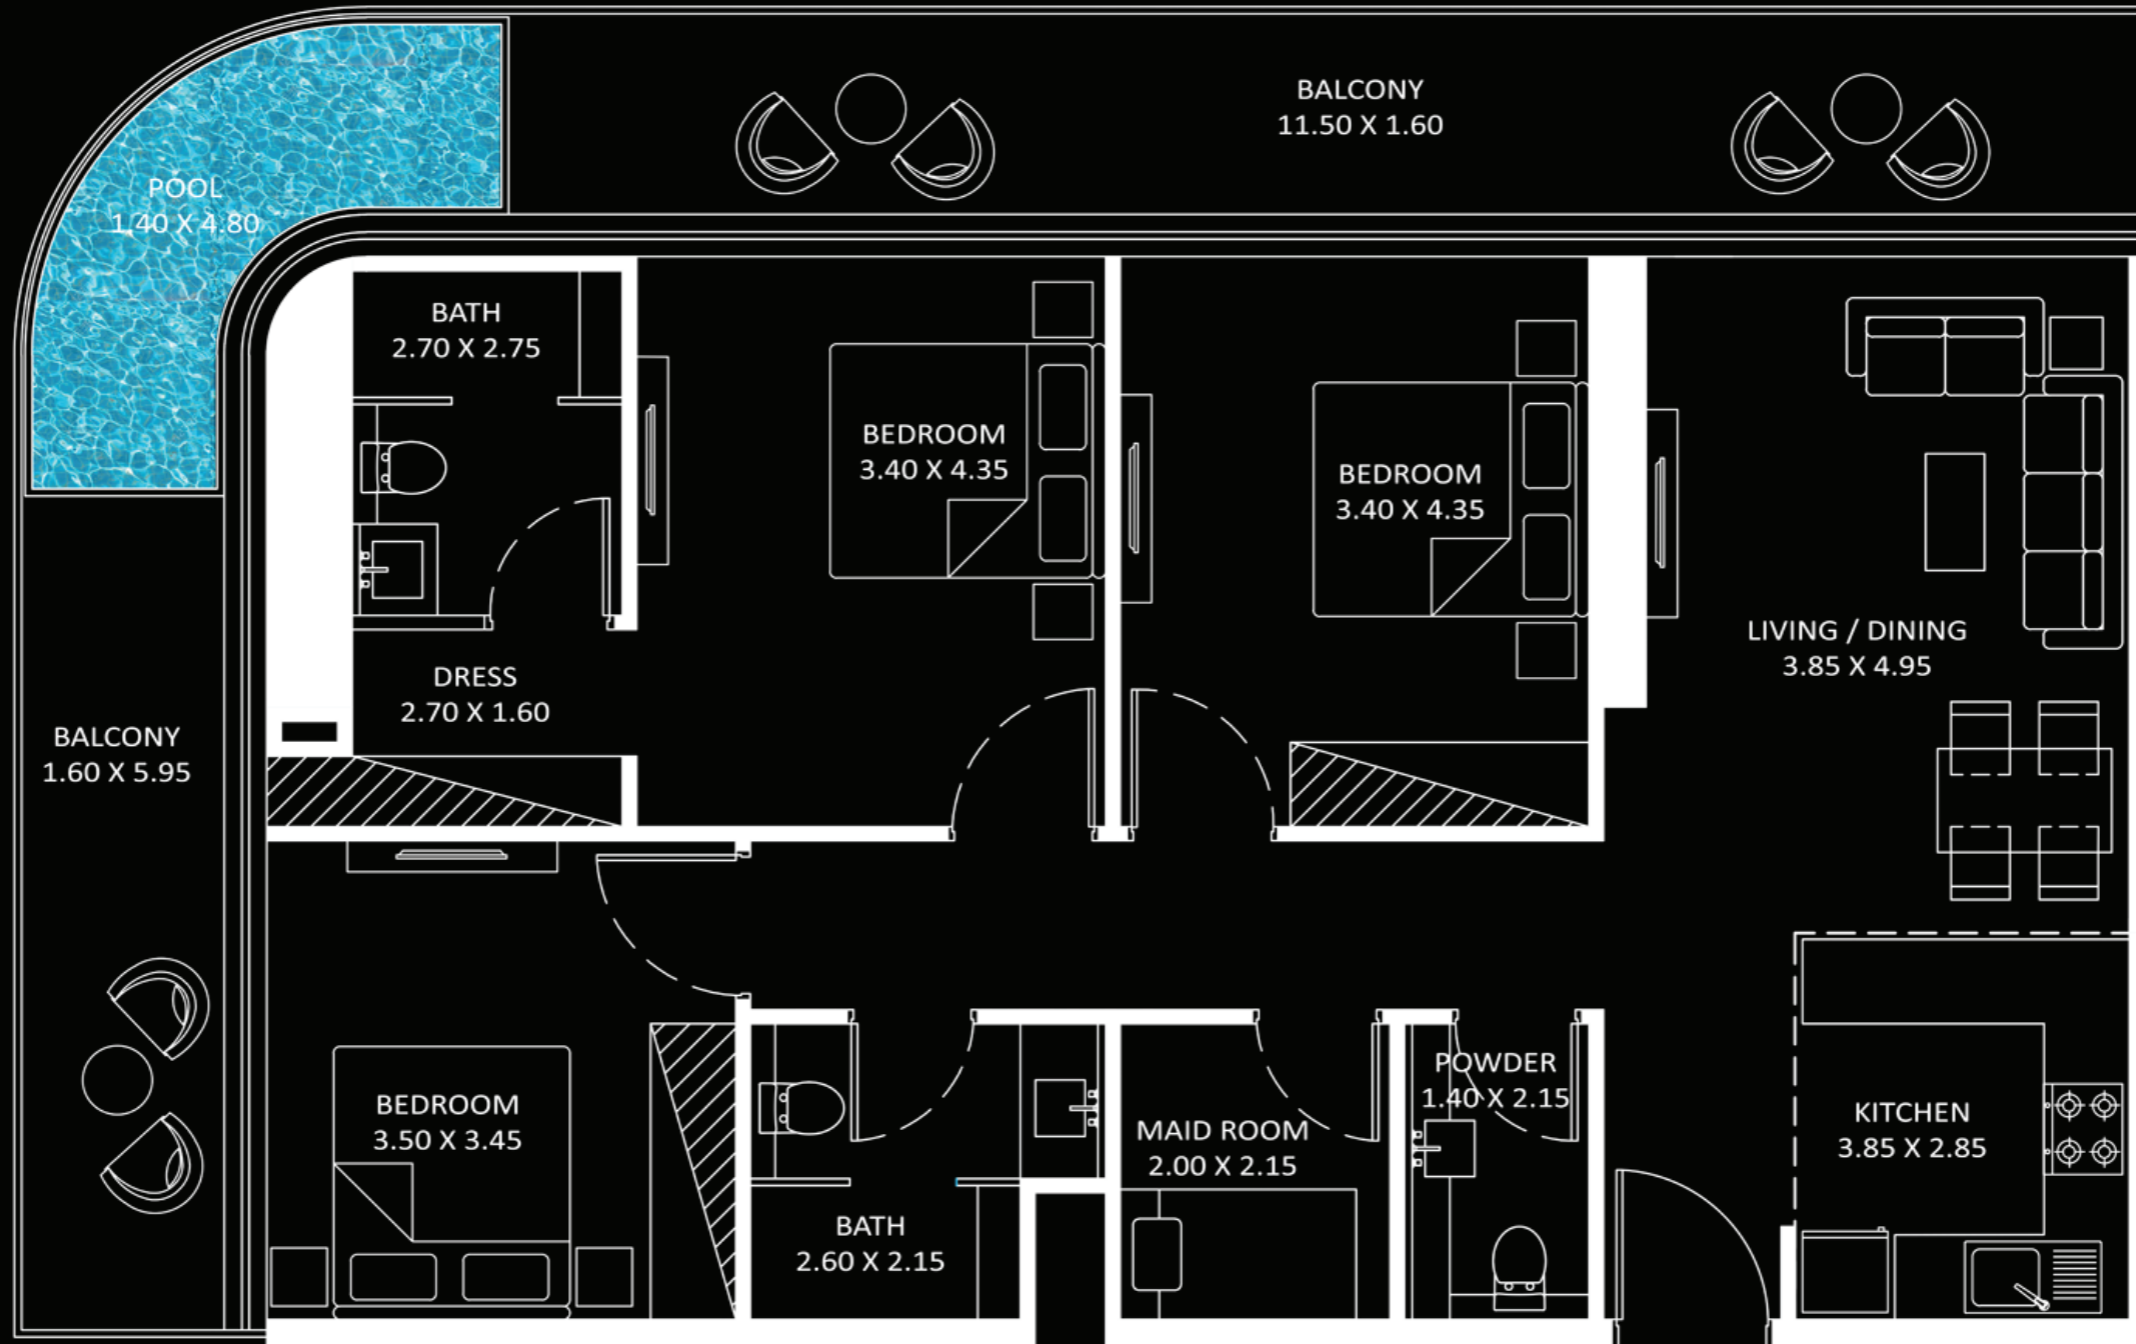 BALCONY
11.50 X 1.60
POOL
1.40 X 4.80
BATH
2.70 X 2.75
BEDROOM
3.40 X 4.35
BEDROOM
3.40 X 4.35
LIVING / DINING
3.85 X 4.95
DRESS
2.70 X 1.60
BALCONY
1.60 X 5.95
BEDROOM
3.50 X 3.45
BATH
2.60 X 2.15
MAID ROOM
2.00 X 2.15
POWDER
1.40 X 2.15
KITCHEN
3.85 X 2.85